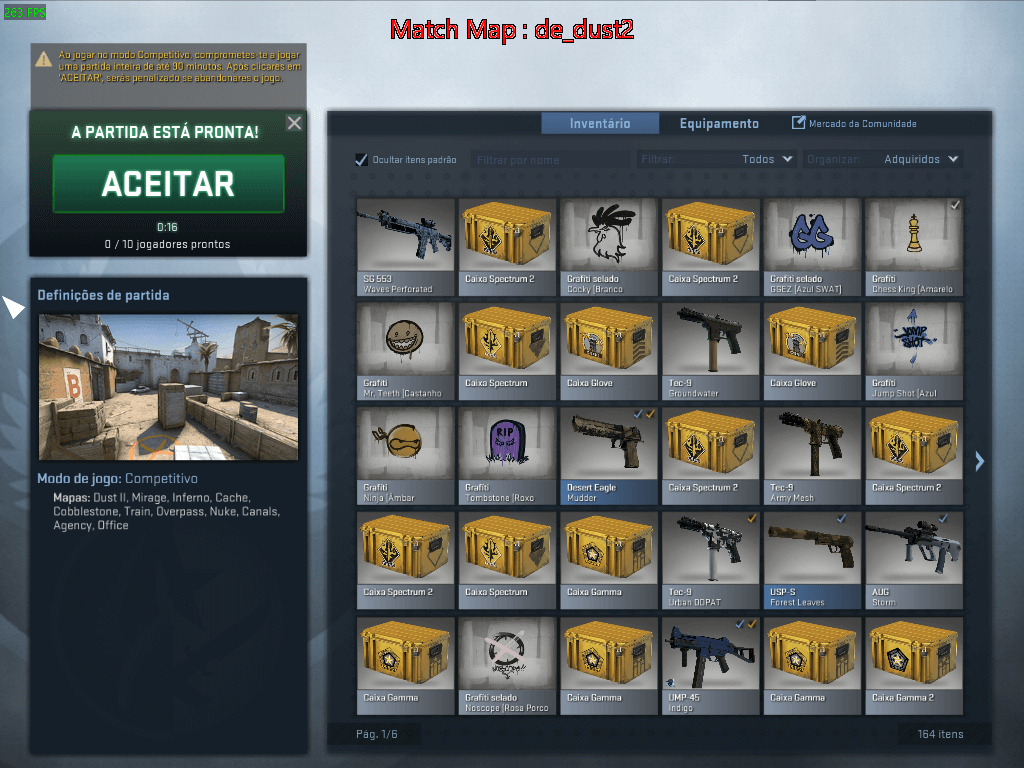 263 FPS
Match Map : de_dust2
Ao jogar no modo Competitivo, comprometes-te a jogar
uma partida inteira de até 90 minutos. Após clicares em
'ACEITAR', serás penalizado se abandonares o jogo.
A PARTIDA ESTÁ PRONTA!
ACEITAR
0:16
0 / 10 jogadores prontos
Definições de partida
B
Modo de jogo: Competitivo
Mapas: Dust II, Mirage, Inferno, Cache,
Cobblestone, Train, Overpass, Nuke, Canals,
Agency, Office
Inventário
Equipamento
Mercado da Comunidade
Ocultar itens padrão
Filtrar por nome
Filtrar:
Todos
Organizar:
Adquiridos
SG 553
Waves Perforated
Caixa Spectrum 2
Grafiti selado
Cocky (Branco
Caixa Spectrum 2
Grafiti selado
GGEZ (Azul SWAT)
Grafiti
Chess King (Amarelo
Grafiti
Mr. Teeth (Castanho
Caixa Spectrum
Caixa Glove
Tec-9
Groundwater
Caixa Glove
JUMP
SHOT
Grafiti
Jump Shot (Azul
Grafiti
Ninja (Âmbar
RIP
Grafiti
Tombstone (Roxo
Desert Eagle
Mudder
Caixa Spectrum 2
Tec-9
Army Mesh
Caixa Spectrum 2
Caixa Spectrum 2
Caixa Spectrum
Caixa Gamma
Tec-9
Urban DDPAT
USP-S
Forest Leaves
AUG
Storm
Caixa Gamma
Grafiti selado
Noscope (Rosa Porco
Caixa Gamma
UMP-45
Indigo
Caixa Gamma
Caixa Gamma 2
Pág. 1/6
164 itens